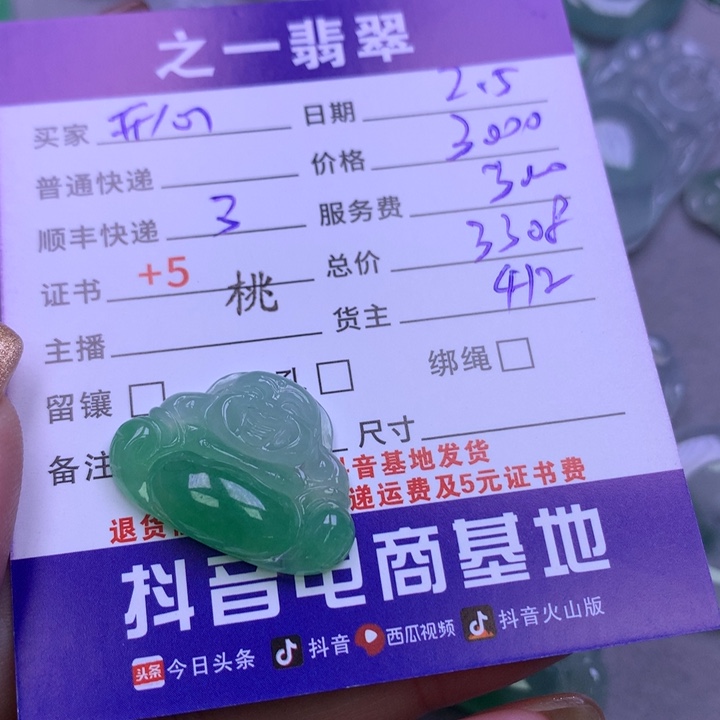 之一翡翠
买家 开心 日期 2.5
普通快递 价格 3000
顺丰快递 3 服务费 300
证书 +5 总价 3308
主播 桃 货主 412
留镶 孔 绑绳
备注 尺寸
音基地发货
退货 递运费及5元证书费
抖音电商基地
头条 今日头条 抖音 西瓜视频 抖音火山版